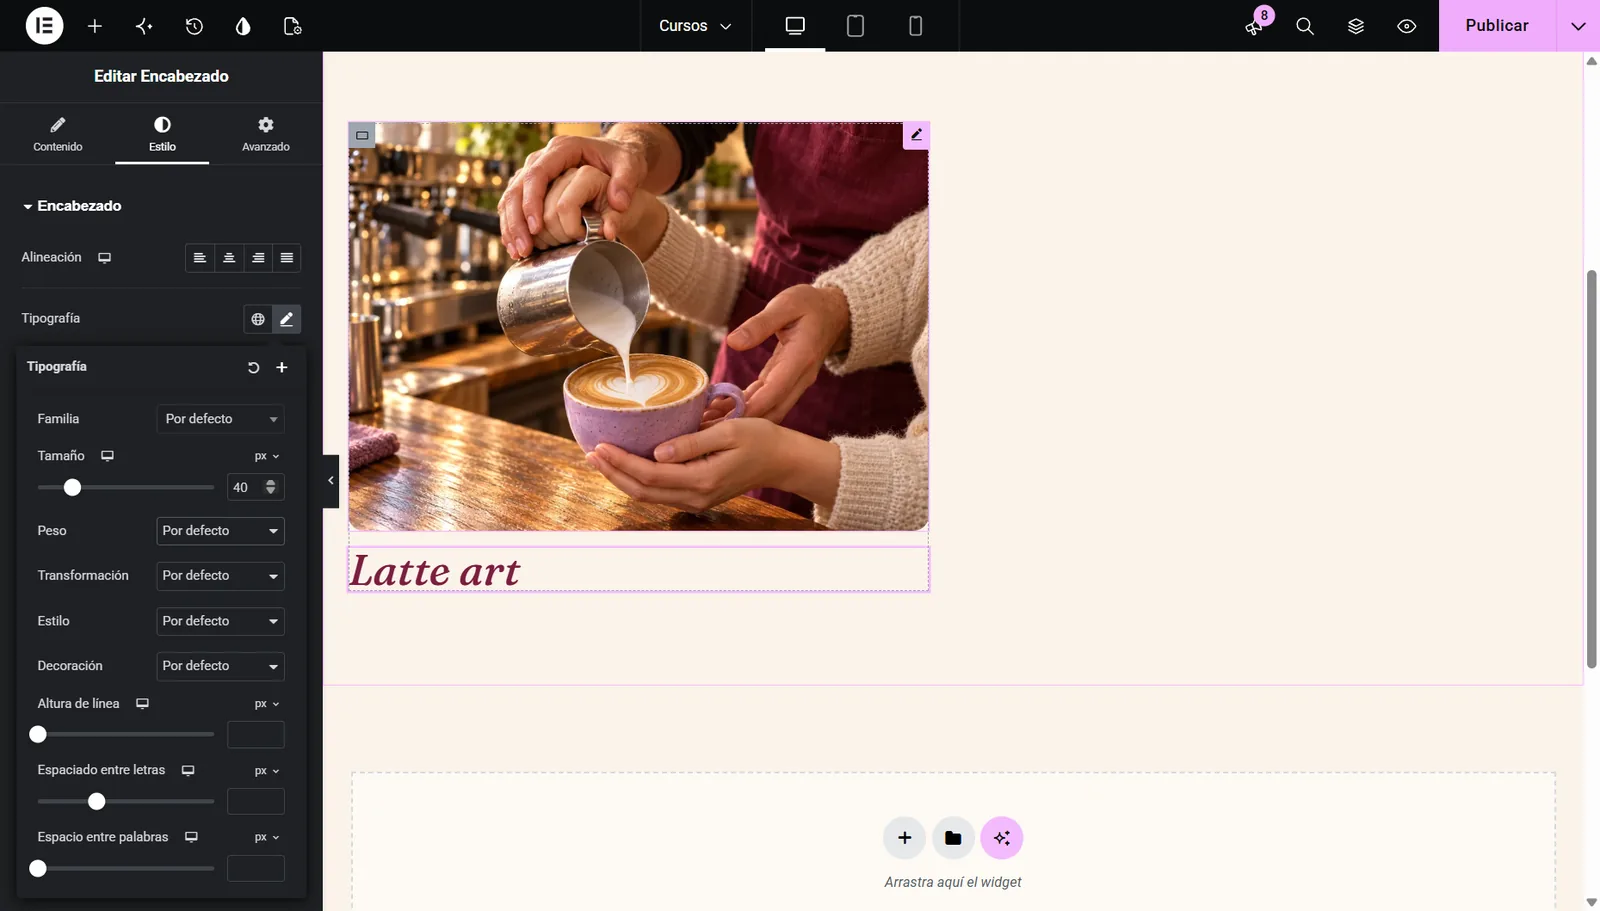 Cursos
8
Publicar
Editar Encabezado
Contenido
Estilo
Avanzado
Encabezado
Alineación
Tipografía
Tipografía
Familia Por defecto
Tamaño px
40
Peso Por defecto
Transformación Por defecto
Estilo Por defecto
Decoración Por defecto
Altura de línea px
Espaciado entre letras px
Espacio entre palabras px
Latte art
Arrastra aquí el widget